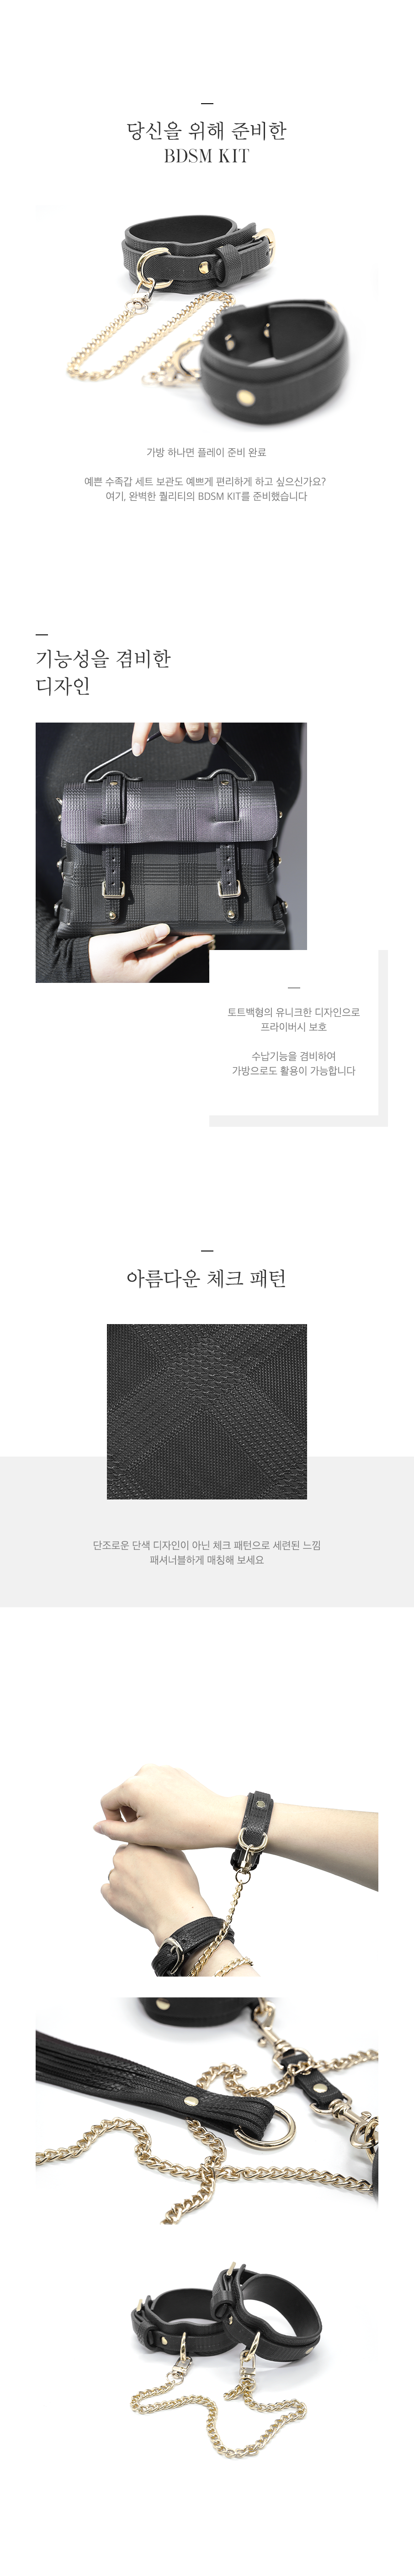 당신을 위해 준비한
BDSM KIT
가방 하나면 플레이 준비 완료
예쁜 수족갑 세트 보관도 예쁘게 편리하게 하고 싶으신가요?
여기, 완벽한 퀄리티의 BDSM KIT를 준비했습니다
기능성을 겸비한
디자인
토트백형의 유니크한 디자인으로
프라이버시 보호
수납기능을 겸비하여
가방으로도 활용이 가능합니다
아름다운 체크 패턴
단조로운 단색 디자인이 아닌 체크 패턴으로 세련된 느낌
패셔너블하게 매칭해 보세요